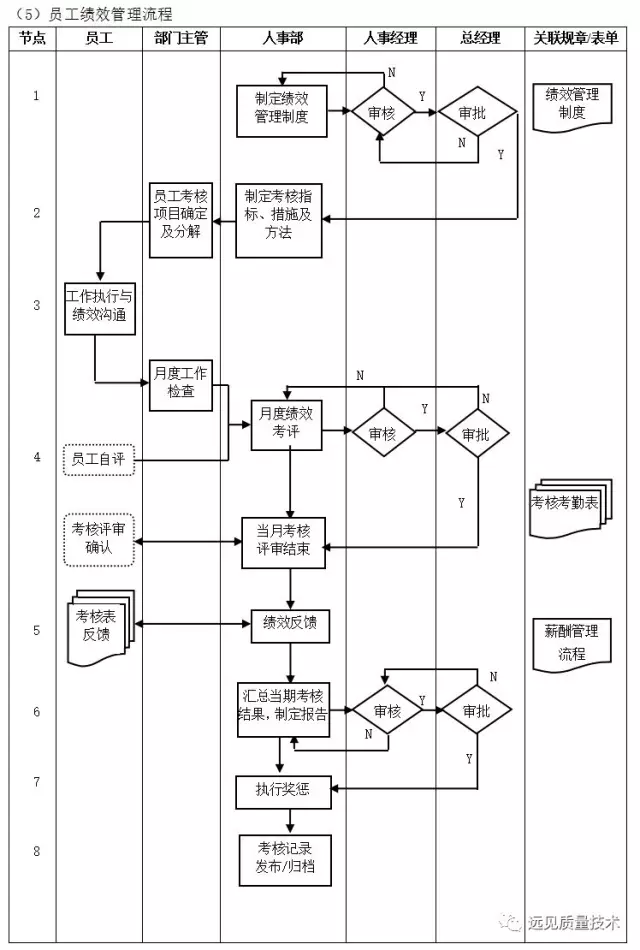 （5）员工绩效管理流程
节点 员工 部门主管 人事部 人事经理 总经理 关联规章/表单
N
1 制定绩效
管理制度
审核 Y 审批
N Y
绩效管理
制度
2 员工考核
项目确定
及分解
制定考核指
标、措施及
方法
3 工作执行与
绩效沟通
月度工作
检查
N
N
月度绩效
考评
审核 Y 审批
4 员工自评
Y
考核考勤表
考核评审
确认
当月考核
评审结束
5 考核表
反馈
绩效反馈
薪酬管理
流程
N
6 汇总当期考核
结果，制定报告
审核 Y 审批
N
Y
7 执行奖惩
8 考核记录
发布/归档
远见质量技术